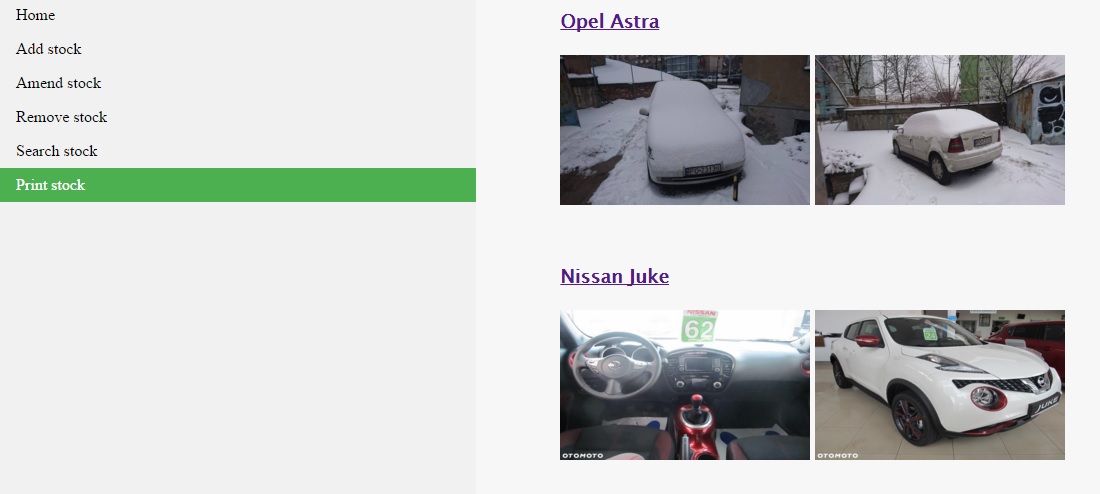 Home
Add stock
Amend stock
Remove stock
Search stock
Print stock
Opel Astra
Nissan Juke
NISSAN
62
JUKE
OTOMOTO
OTOMOTO